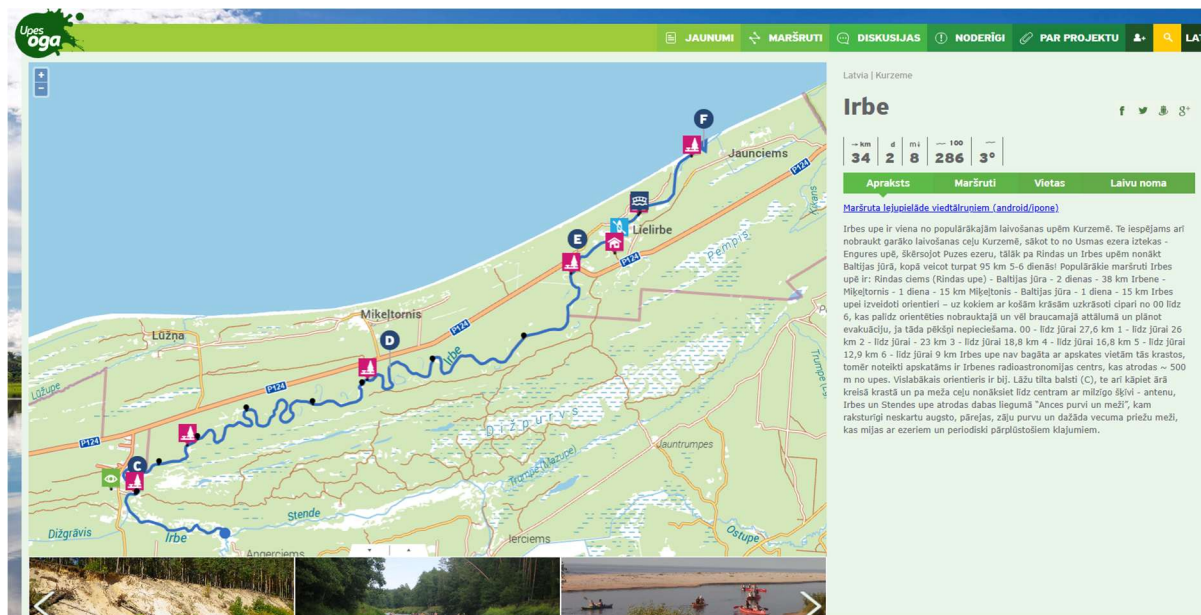 Upes
oga
JAUNUMI
MARŠRUTI
DISKUSIJAS
NODERĪGI
PAR PROJEKTU
LAT
+
−
F
Jaunciems
P124
Lielirbe
E
Pempis
Miķeļtornis
Lūžņa
D
Irbe
Lūžupe
P124
P124
Dižpurvs
Jauntrumpes
C
Stende
Dižgrāvis
Irbe
Ierciems
Ostupe
Angerciems
Latvia | Kurzeme
Irbe
f
g+
km d mi 100
34 2 8 286 3°
Apraksts Maršruti Vietas Laivu noma
Maršruta lejupielāde viedtālruņiem (android/ipone)
Irbes upe ir viena no populārākajām laivošanas upēm Kurzemē. Te iespējams arī
nobraukt garāko laivošanas ceļu Kurzemē, sākot to no Usmas ezera iztekas -
Engures upē, šķērsojot Puzes ezeru, tālāk pa Rindas un Irbes upēm nonākt
Baltijas jūrā, kopā veicot turpat 95 km 5-6 dienās! Populārākie maršruti Irbes
upē ir: Rindas ciems (Rindas upe) - Baltijas jūra - 2 dienas - 38 km Irbene -
Miķeļtornis - 1 diena - 15 km Miķeļtornis - Baltijas jūra - 1 diena - 15 km Irbes
upei izveidoti orientieri – uz kokiem ar košām krāsām uzkrāsoti cipari no 00 līdz
6, kas palīdz orientēties nobrauktajā un vēl braucamajā attālumā un plānot
evakuāciju, ja tāda pēkšņi nepieciešama. 00 - līdz jūrai 27,6 km 1 - līdz jūrai 26
km 2 - līdz jūrai - 23 km 3 - līdz jūrai 18,8 km 4 - līdz jūrai 16,8 km 5 - līdz jūrai
12,9 km 6 - līdz jūrai 9 km Irbes upe nav bagāta ar apskates vietām tās krastos,
tomēr noteikti apskatāms ir Irbenes radioastronomijas centrs, kas atrodas ~ 500
m no upes. Vislabākais orientieris ir bij. Lāžu tilta balsti (C), te arī kāpiet ārā
kreisā krastā un pa meža ceļu nonāksiet līdz centram ar milzīgo šķīvi - antenu,
Irbes un Stendes upe atrodas dabas liegumā "Ances purvi un meži", kam
raksturīgi neskartu augsto, pārejas, zāļu purvu un dažāda vecuma priežu meži,
kas mijas ar ezeriem un periodiski pārplūstošiem klajumiem.